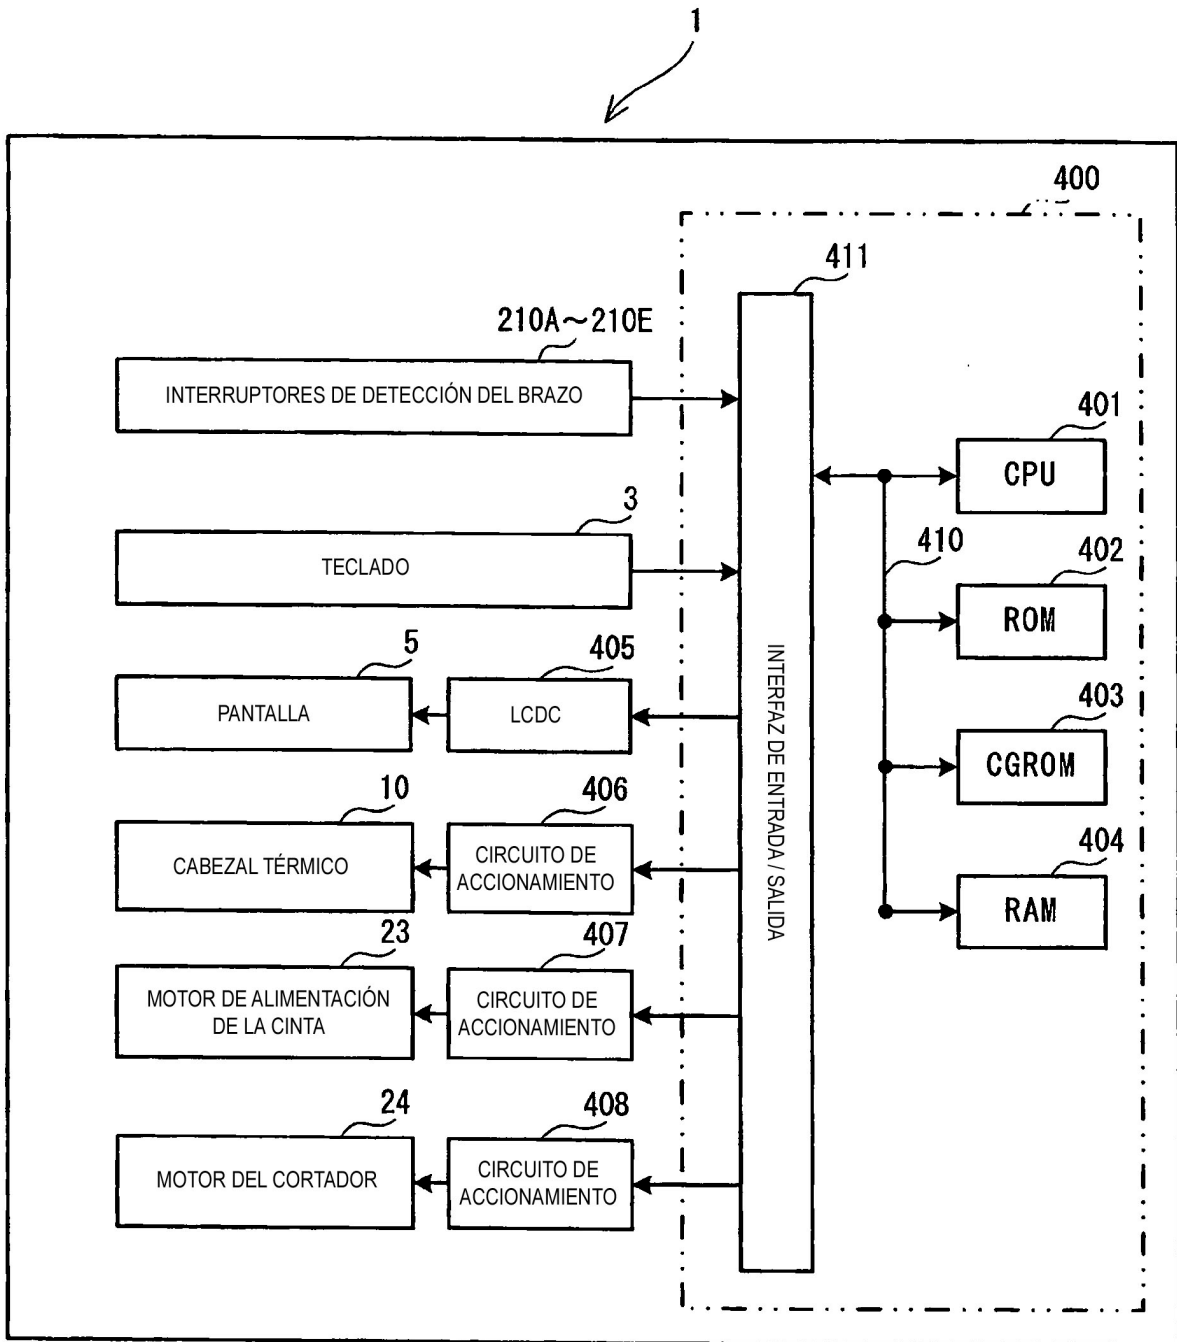 1
400
411
210A～210E
INTERRUPTORES DE DETECCIÓN DEL BRAZO
401
CPU
3
TECLADO
410
402
ROM
5
PANTALLA
405
LCDC
INTERFAZ DE ENTRADA / SALIDA
403
CGROM
10
CABEZAL TÉRMICO
406
CIRCUITO DE
ACCIONAMIENTO
404
RAM
23
MOTOR DE ALIMENTACIÓN
DE LA CINTA
407
CIRCUITO DE
ACCIONAMIENTO
24
MOTOR DEL CORTADOR
408
CIRCUITO DE
ACCIONAMIENTO